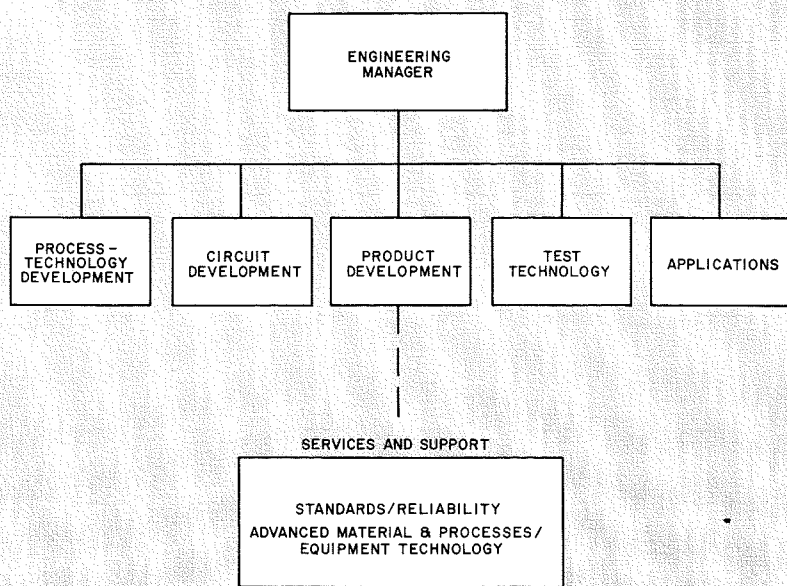 ENGINEERING
MANAGER
PROCESS-
TECHNOLOGY
DEVELOPMENT
CIRCUIT
DEVELOPMENT
PRODUCT
DEVELOPMENT
TEST
TECHNOLOGY
APPLICATIONS
SERVICES AND SUPPORT
STANDARDS/RELIABILITY
ADVANCED MATERIAL & PROCESSES/
EQUIPMENT TECHNOLOGY